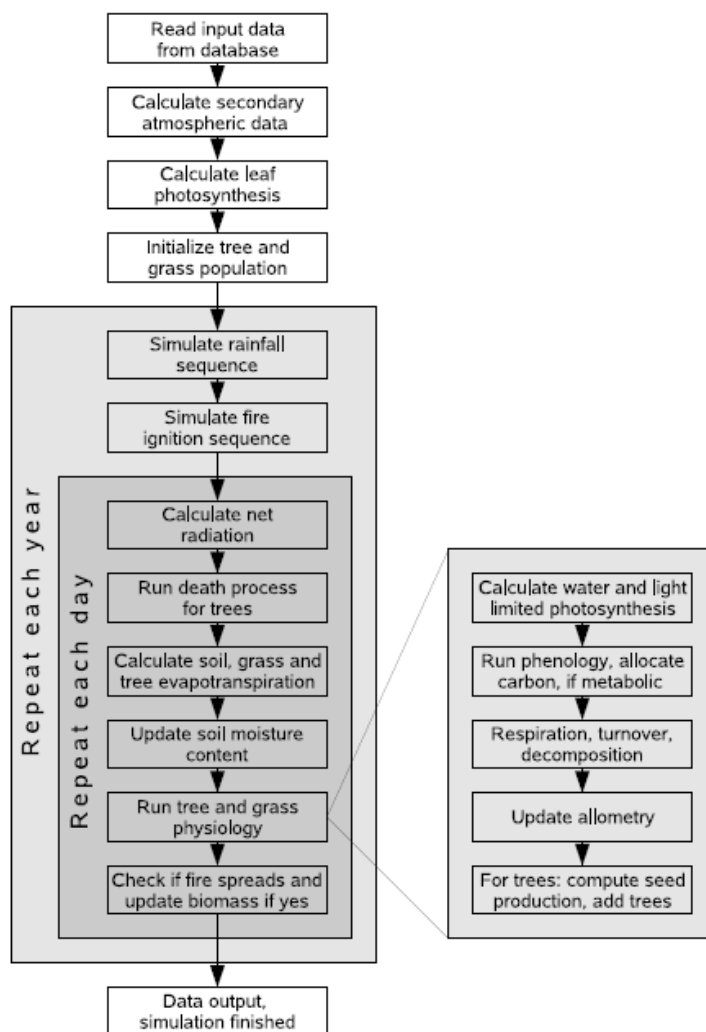 Read input data
from database
Calculate secondary
atmospheric data
Calculate leaf
photosynthesis
Initialize tree and
grass population
Repeat each year
Simulate rainfall
sequence
Simulate fire
ignition sequence
Repeat each day
Calculate net
radiation
Run death process
for trees
Calculate soil, grass and
tree evapotranspiration
Update soil moisture
content
Run tree and grass
physiology
Check if fire spreads and
update biomass if yes
Calculate water and light
limited photosynthesis
Run phenology, allocate
carbon, if metabolic
Respiration, turnover,
decomposition
Update allometry
For trees: compute seed
production, add trees
Data output,
simulation finished